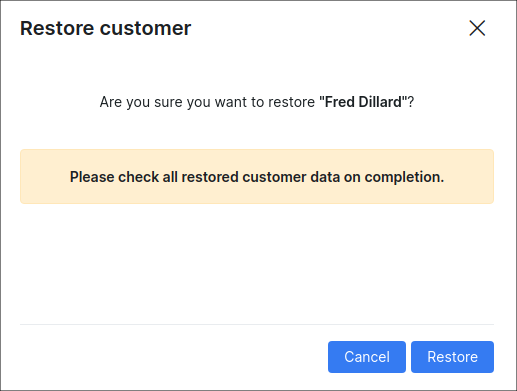 Restore customer
Are you sure you want to restore "Fred Dillard"?
Please check all restored customer data on completion.
Cancel
Restore